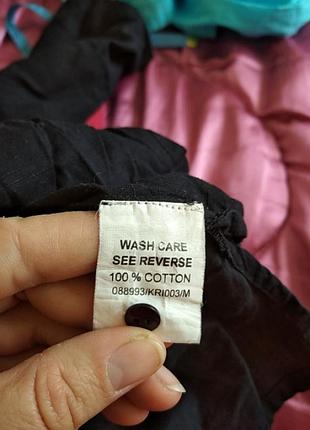 WASH CARE
SEE REVERSE
100 % COTTON
088993/KRI003/M